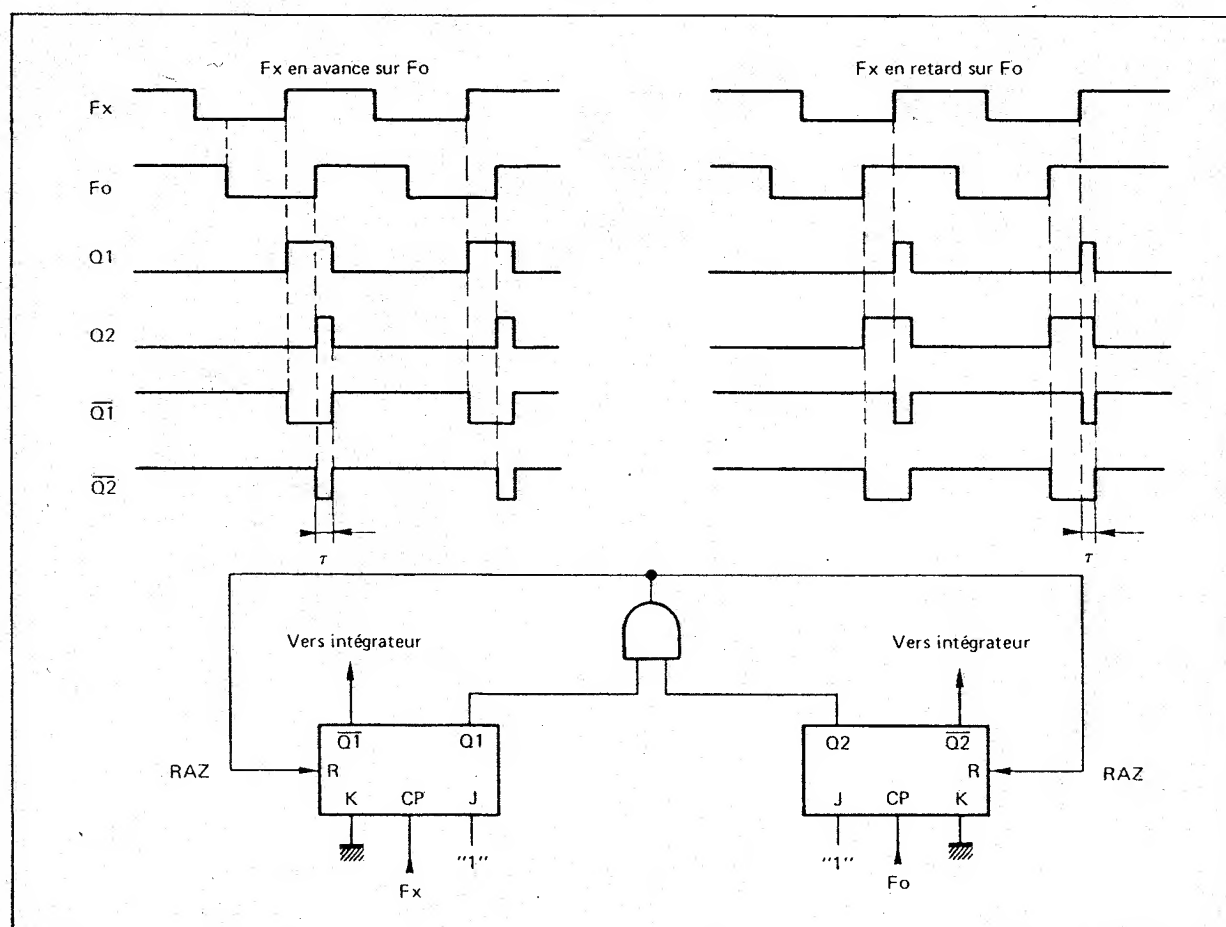 Fx en avance sur Fo
Fx en retard sur Fo
Fx
Fo
Q1
Q2
Q̅1̅
Q̅2̅
τ
τ
Vers intégrateur
Vers intégrateur
Q̅1̅ Q1
Q2 Q̅2̅
RAZ
R
R
RAZ
K CP J
J CP K
"1"
"1"
Fx
Fo